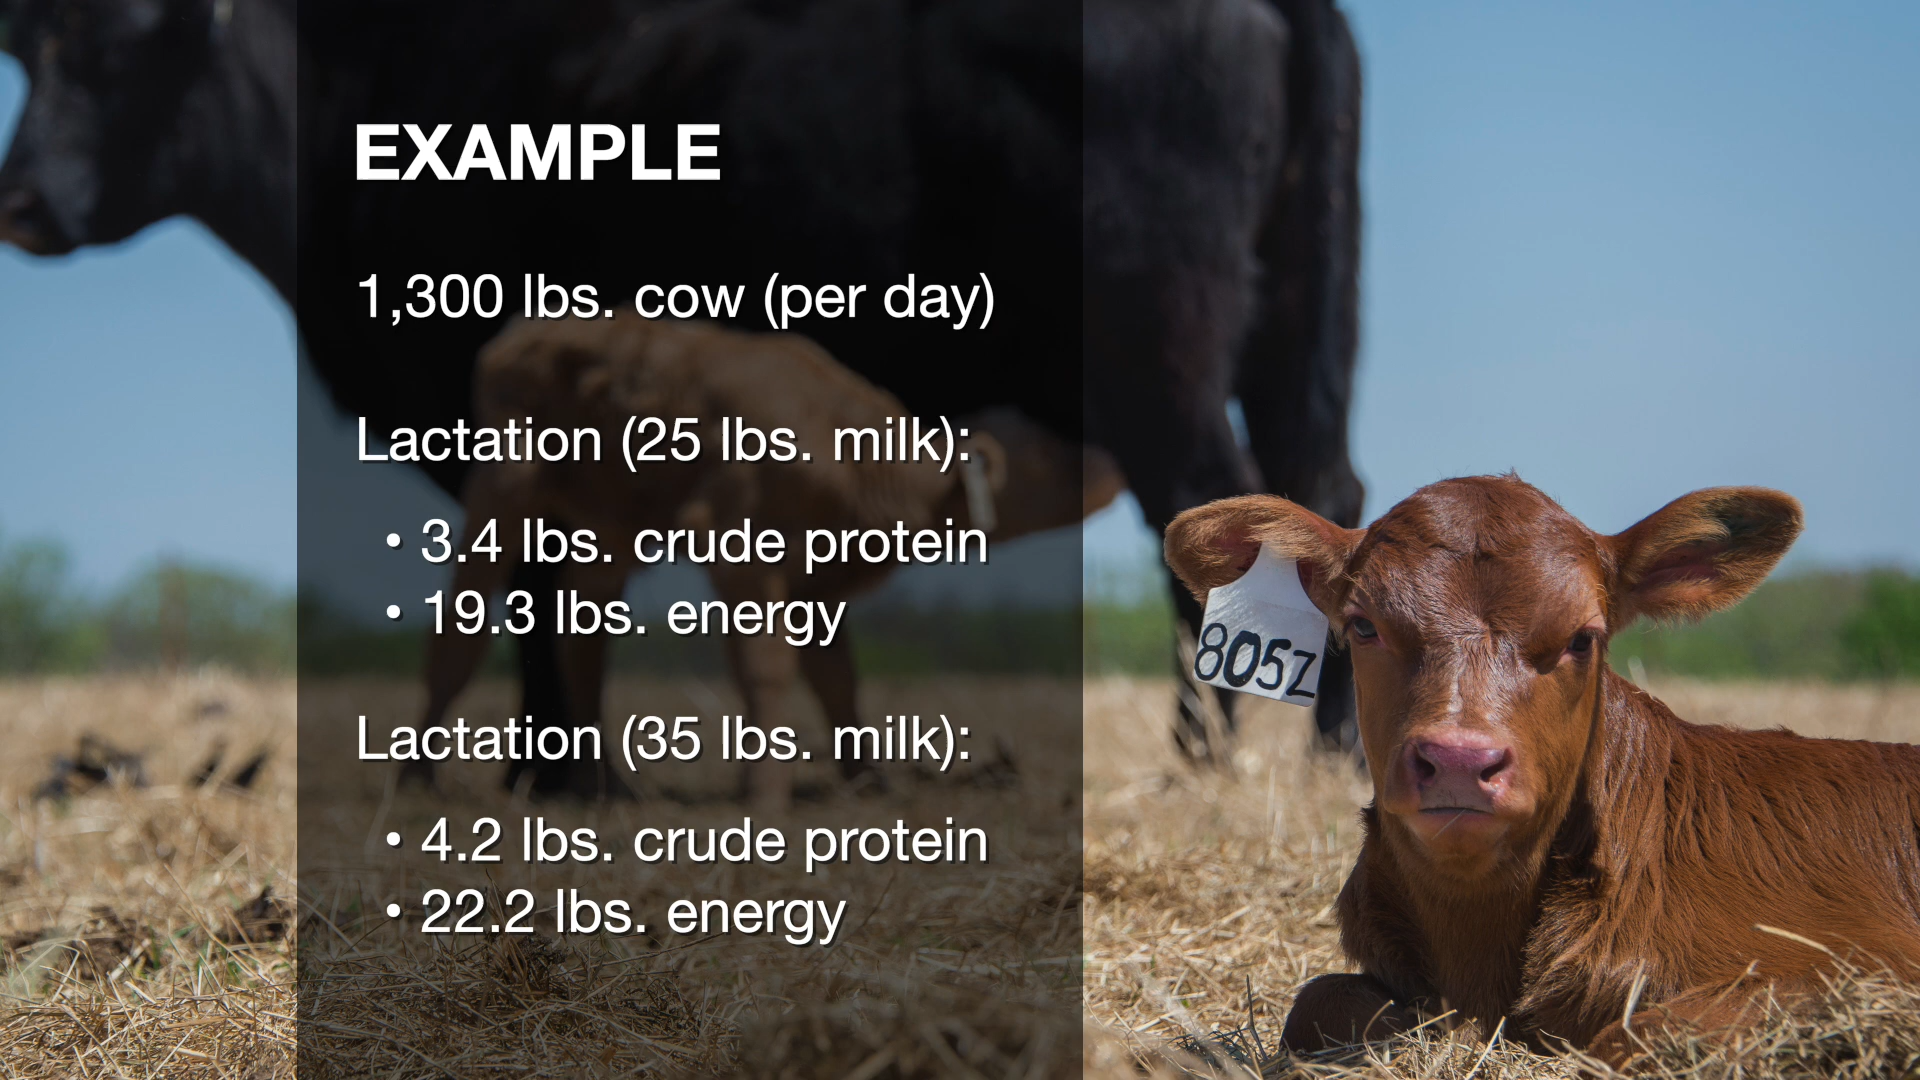 EXAMPLE
1,300 lbs. cow (per day)
Lactation (25 lbs. milk):
• 3.4 lbs. crude protein
• 19.3 lbs. energy
Lactation (35 lbs. milk):
• 4.2 lbs. crude protein
• 22.2 lbs. energy
805Z